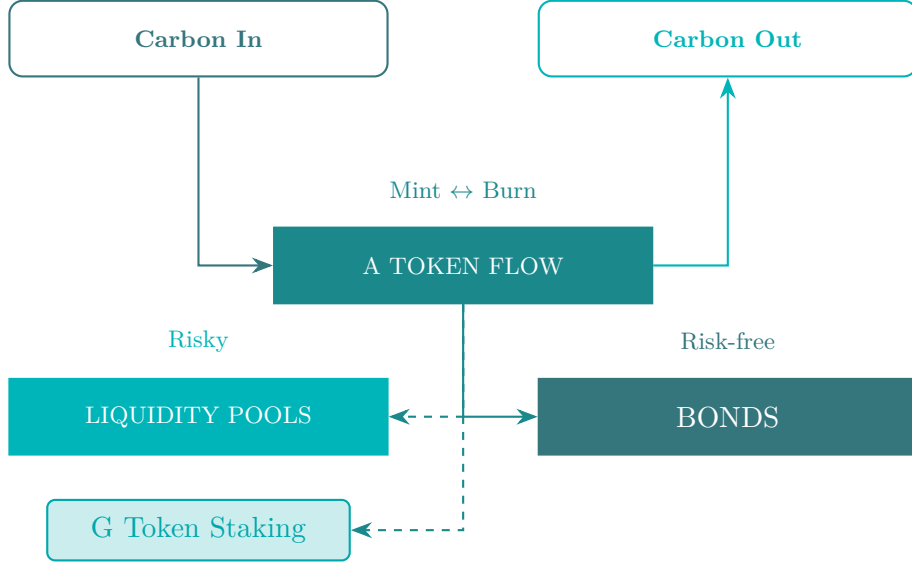 Carbon In
Carbon Out
Mint ↔ Burn
A TOKEN FLOW
Risky
Risk-free
LIQUIDITY POOLS
BONDS
G Token Staking